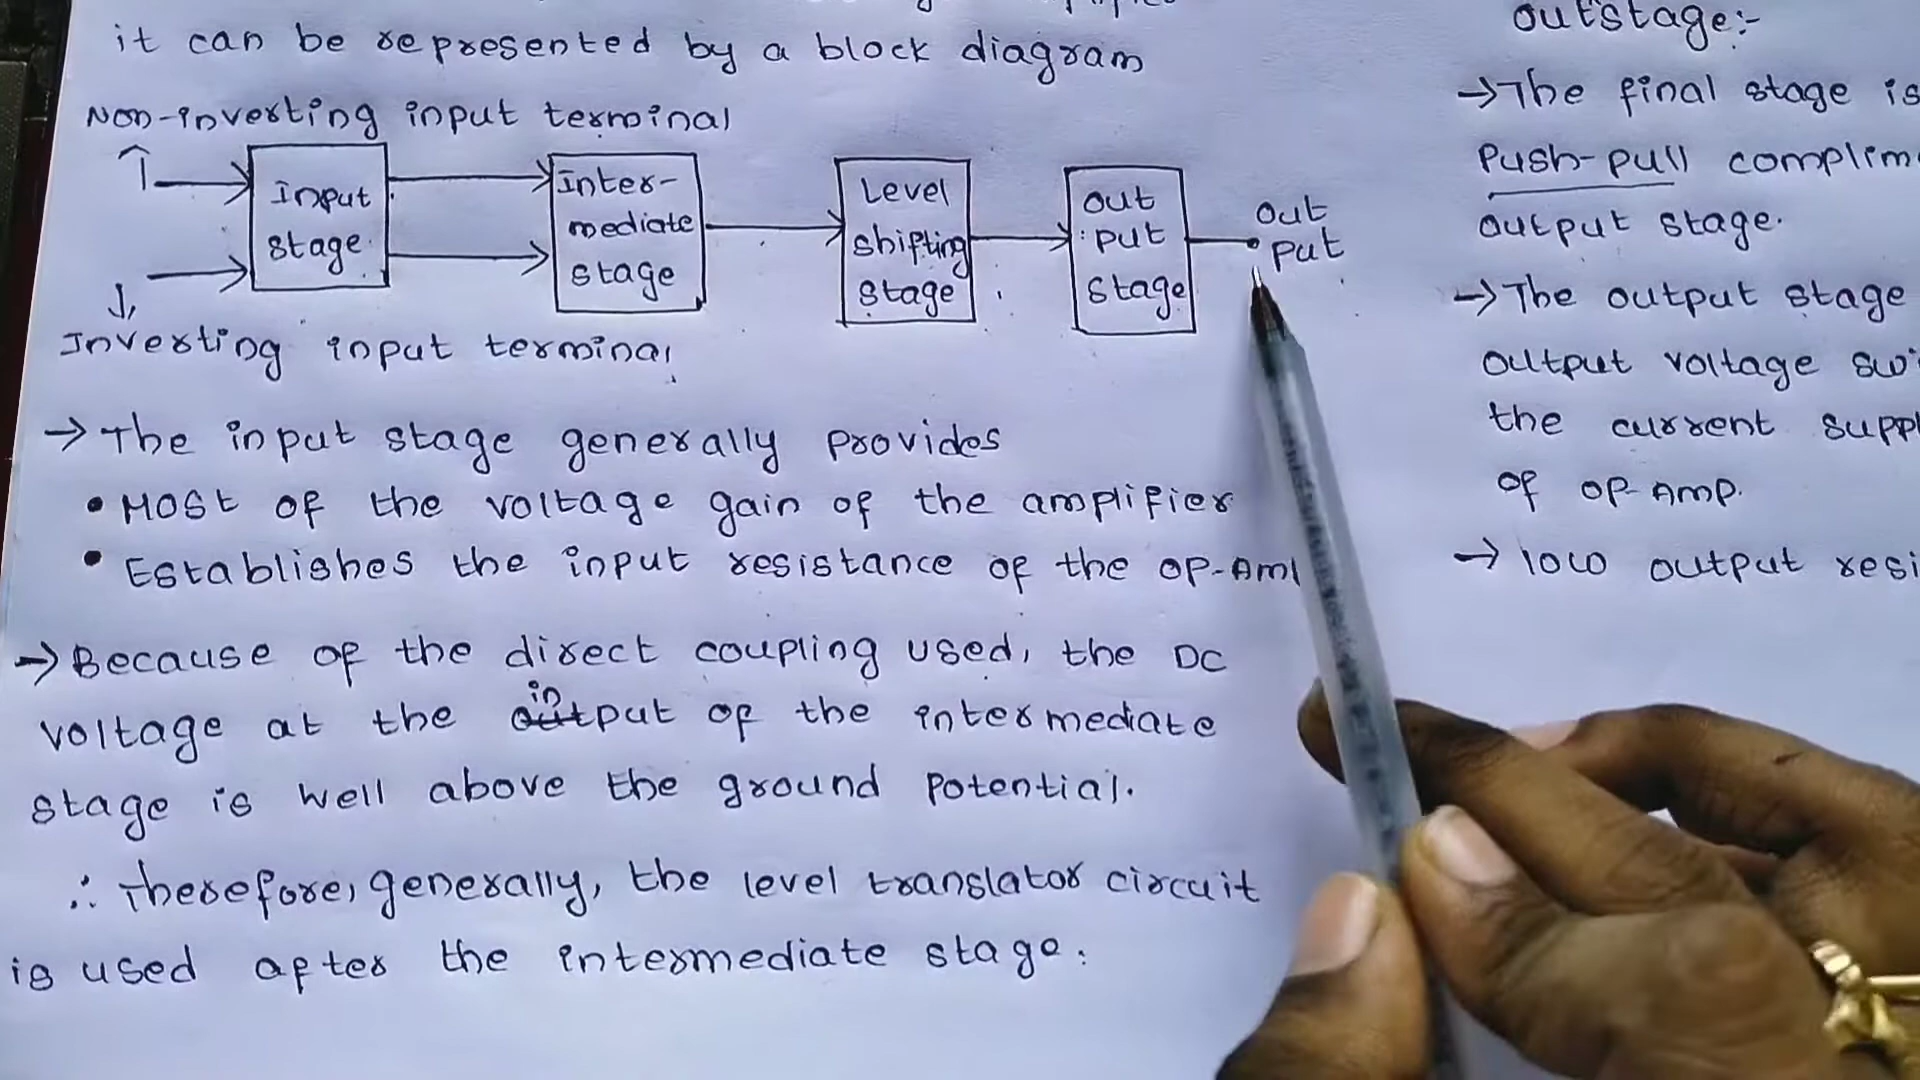 it can be represented by a block diagram
Non-inverting input terminal
Input
stage.
Inter-
mediate
stage
Level
shifting
stage
out
put
stage
out
put
Inverting input terminal
→ The input stage generally provides
• Most of the voltage gain of the amplifier
• Establishes the input resistance of the OP-Am
→ Because of the direct coupling used, the DC
in
voltage at the output of the intermediate
stage is well above the ground potential.
∴ Therefore, generally, the level translator circuit
is used after the intermediate stage.
outstage:-
→ The final stage is
Push-pull complim
output stage.
→ The output stage
output voltage swi
the current suppl
of OP-Amp.
→ low output resi